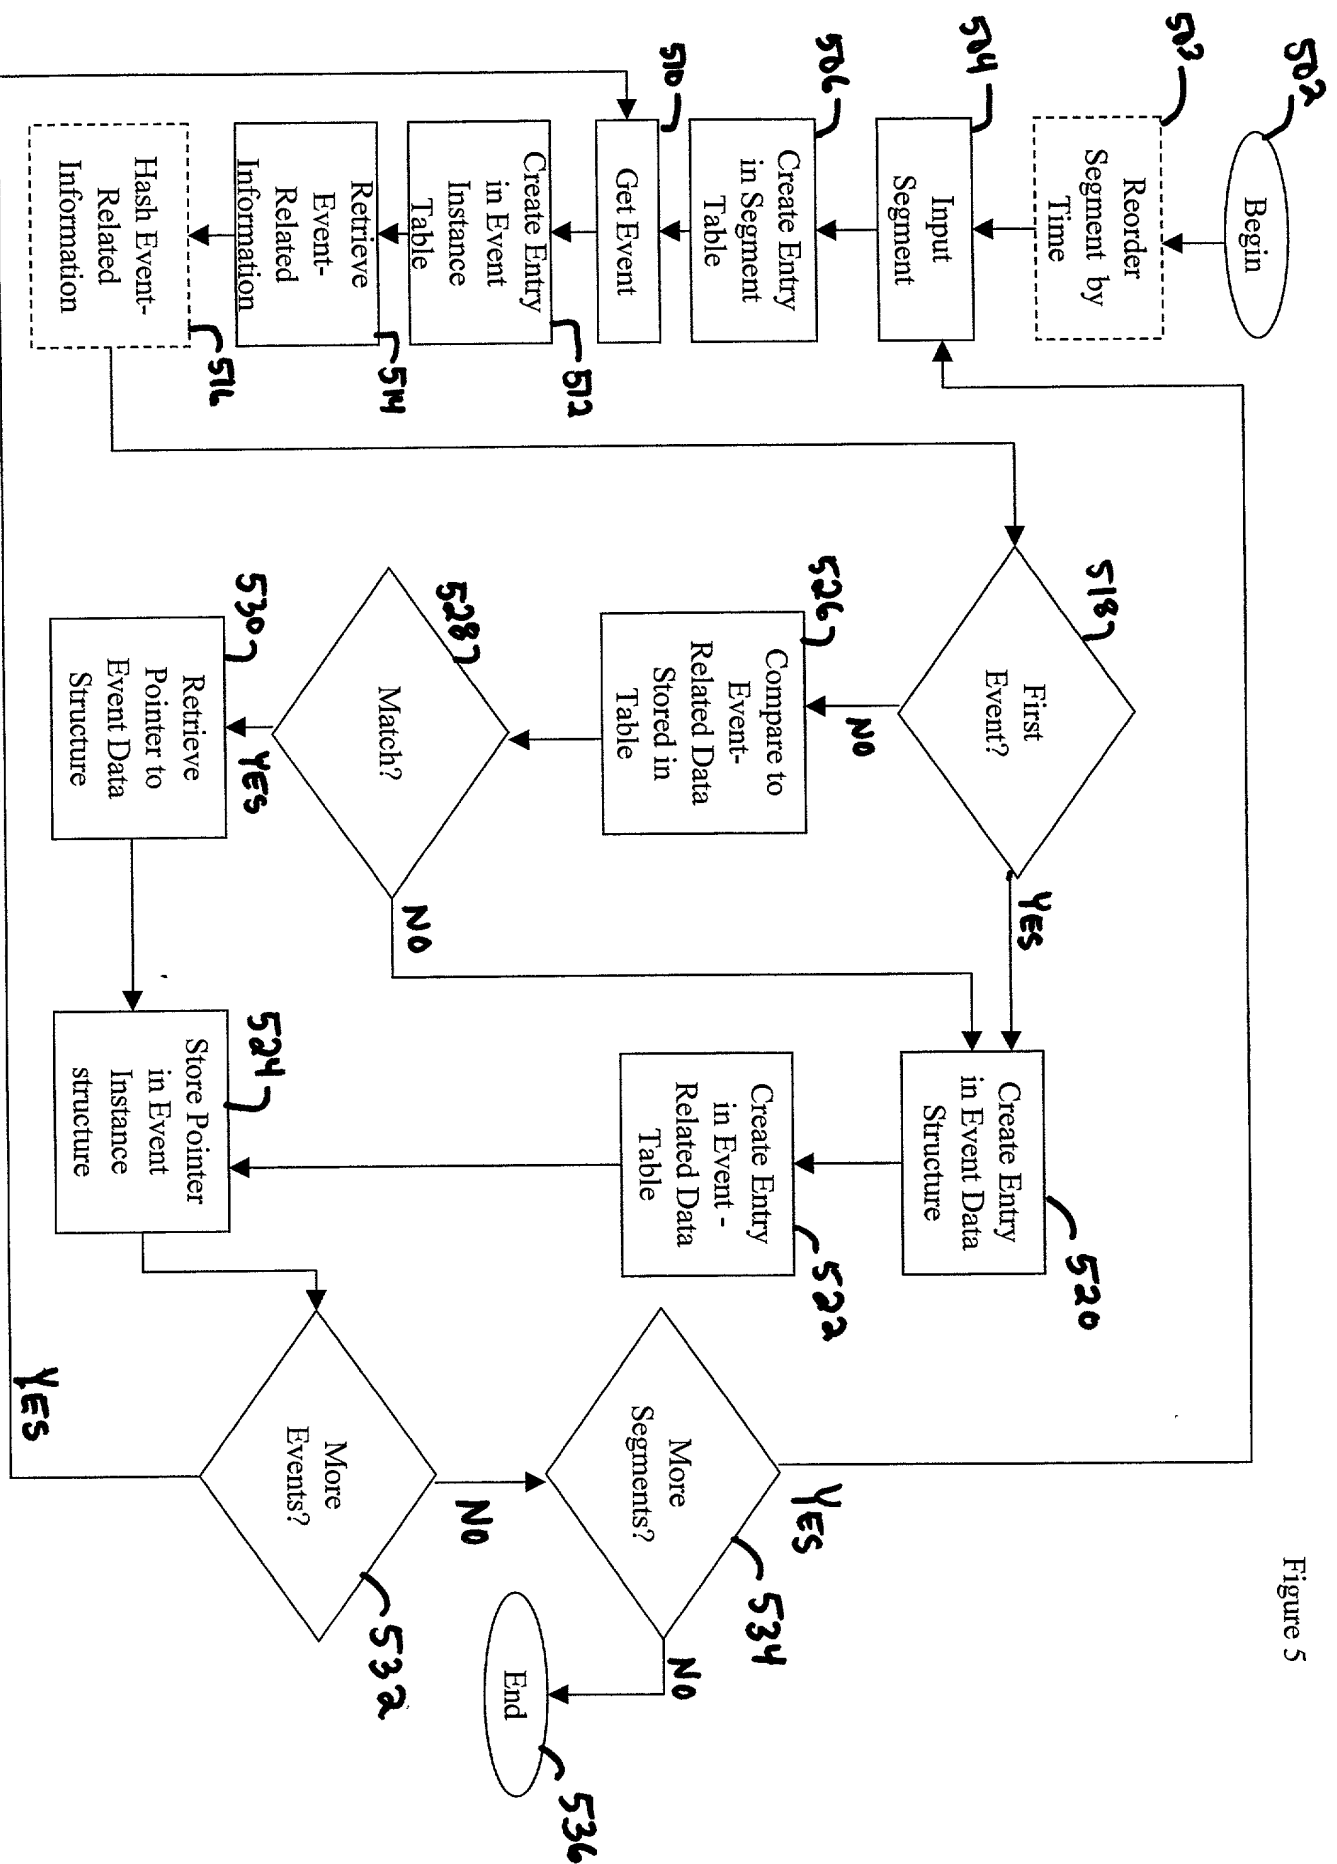 Figure 5
502
Begin
503
Reorder
Segment by
Time
504
Input
Segment
506
Create Entry
in Segment
Table
510
Get Event
Create Entry
in Event
Instance
Table
512
Retrieve
Event-
Related
Information
514
Hash Event-
Related
Information
516
518
First
Event?
NO
YES
526
Compare to
Event-
Related Data
Stored in
Table
528
Match?
YES
NO
530
Retrieve
Pointer to
Event Data
Structure
Create Entry
in Event Data
Structure
520
Create Entry
in Event -
Related Data
Table
522
524
Store Pointer
in Event
Instance
structure
More
Segments?
YES
534
NO
More
Events?
NO
532
YES
End
536